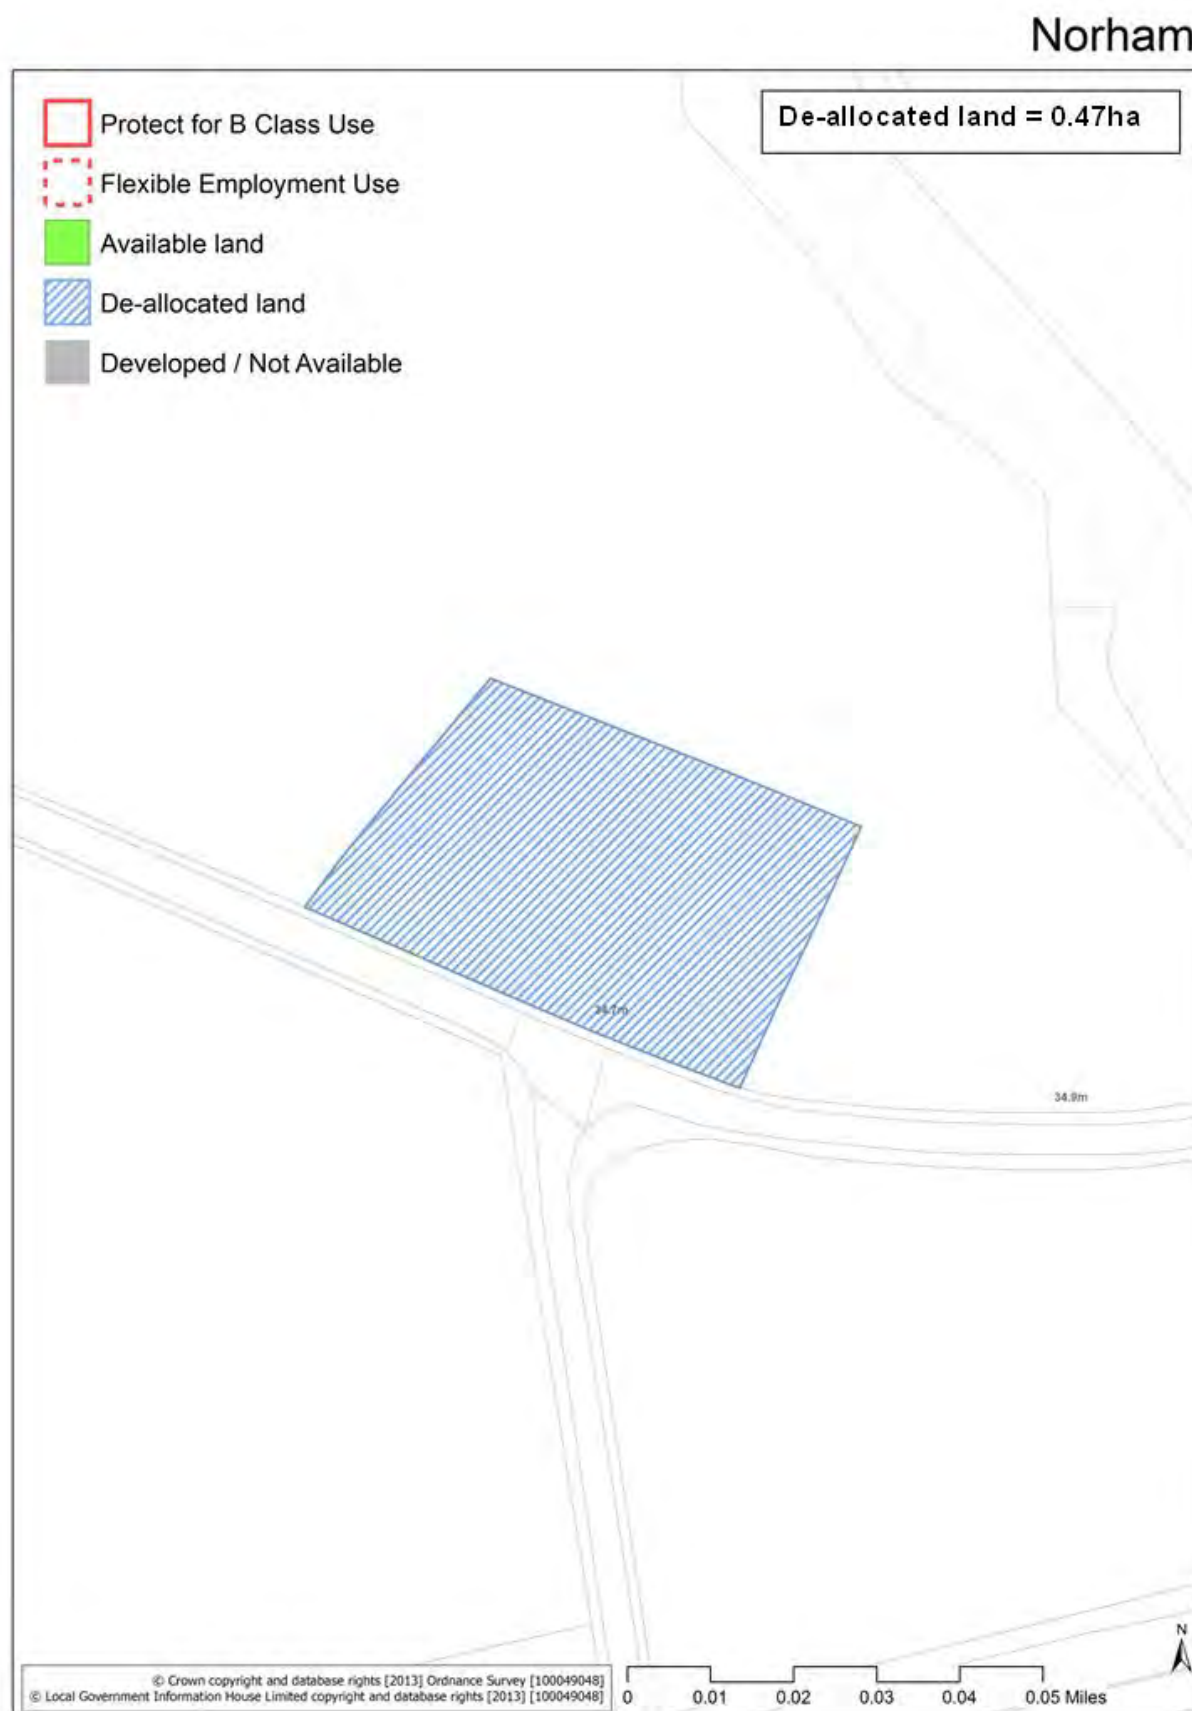 Norham
Protect for B Class Use
De-allocated land = 0.47ha
Flexible Employment Use
Available land
De-allocated land
Developed / Not Available
34.7m
34.9m
N
© Crown copyright and database rights [2013] Ordnance Survey [100049048]
© Local Government Information House Limited copyright and database rights [2013] [100049048]
0 0.01 0.02 0.03 0.04 0.05 Miles